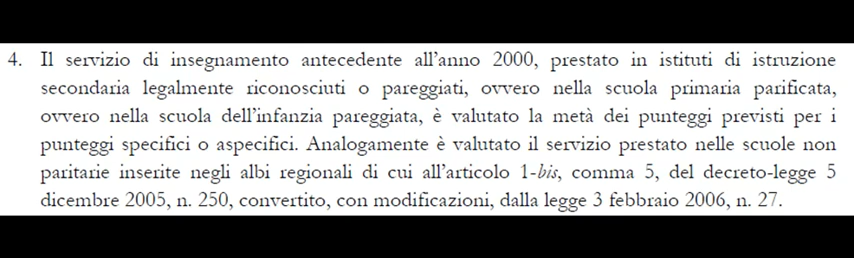 4. Il servizio di insegnamento antecedente all'anno 2000, prestato in istituti di istruzione
secondaria legalmente riconosciuti o pareggiati, ovvero nella scuola primaria parificata,
ovvero nella scuola dell'infanzia pareggiata, è valutato la metà dei punteggi previsti per i
punteggi specifici o aspecifici. Analogamente è valutato il servizio prestato nelle scuole non
paritarie inserite negli albi regionali di cui all'articolo 1-bis, comma 5, del decreto-legge 5
dicembre 2005, n. 250, convertito, con modificazioni, dalla legge 3 febbraio 2006, n. 27.